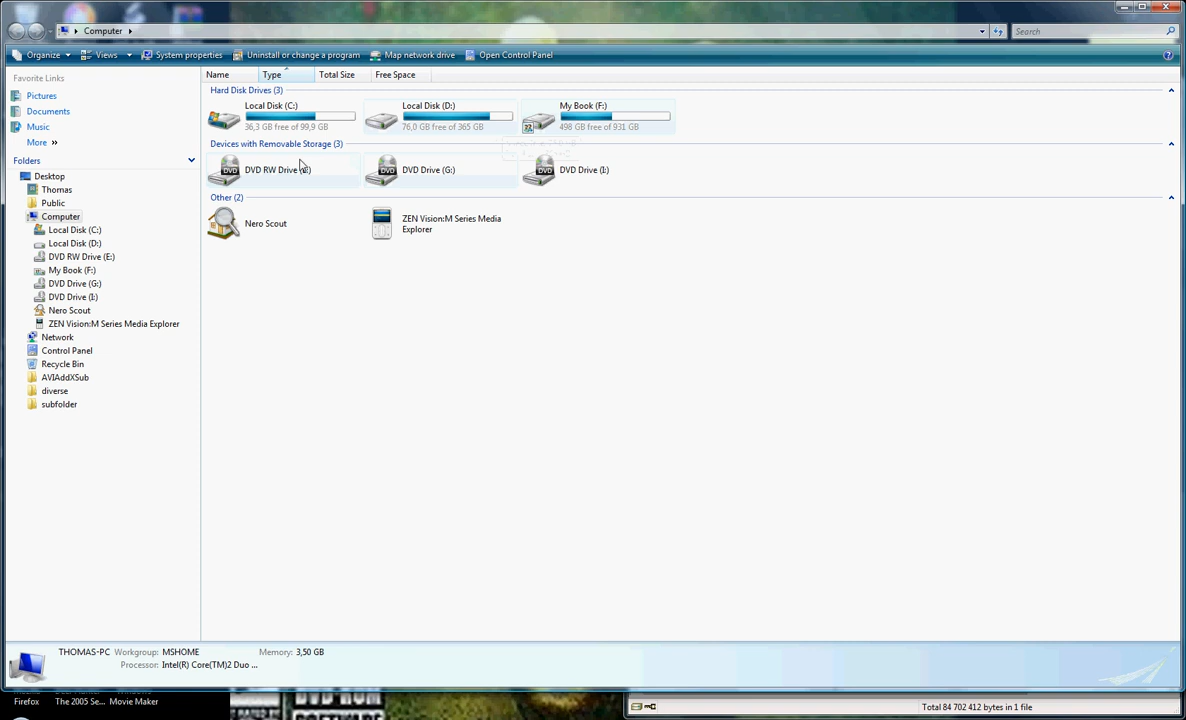 Computer
Search
Organize Views System properties Uninstall or change a program Map network drive Open Control Panel
Favorite Links
Pictures
Documents
Music
More »
Folders
Desktop
Thomas
Public
Computer
Local Disk (C:)
Local Disk (D:)
DVD RW Drive (E:)
My Book (F:)
DVD Drive (G:)
DVD Drive (I:)
Nero Scout
ZEN Vision:M Series Media Explorer
Network
Control Panel
Recycle Bin
AVIAddXSub
diverse
subfolder
Name Type Total Size Free Space
Hard Disk Drives (3)
Local Disk (C:) Local Disk (D:) My Book (F:)
36,3 GB free of 99,9 GB 76,0 GB free of 365 GB 498 GB free of 931 GB
Devices with Removable Storage (3)
DVD RW Drive DVD Drive (G:) DVD Drive (I:)
DVD DVD DVD
Other (2)
Nero Scout ZEN Vision:M Series Media
Explorer
THOMAS-PC Workgroup: MSHOME Memory: 3,50 GB
Processor: Intel(R) Core(TM)2 Duo ...
Firefox The 2005 Se... Movie Maker
DVD-ROM
SOFTWARE
Total 84 702 412 bytes in 1 file